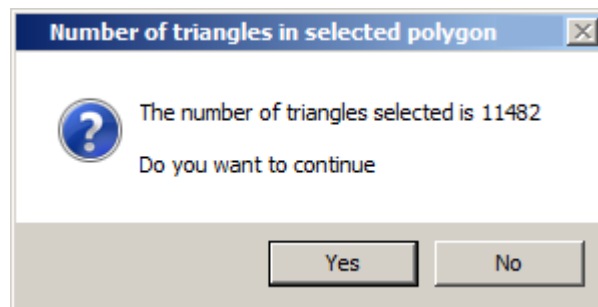 Number of triangles in selected polygon
The number of triangles selected is 11482
Do you want to continue
Yes No